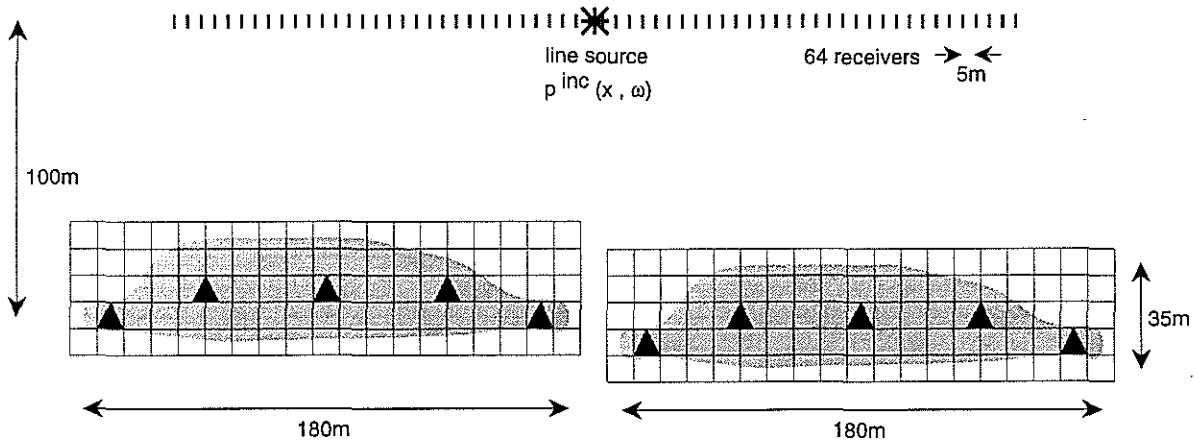 line source
p inc (x , ω)
64 receivers
5m
100m
35m
180m
180m